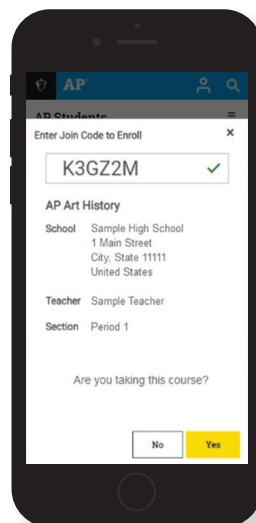 AP
AP Students
Enter Join Code to Enroll ×
K3GZ2M
AP Art History
School Sample High School
1 Main Street
City, State 11111
United States
Teacher Sample Teacher
Section Period 1
Are you taking this course?
No Yes